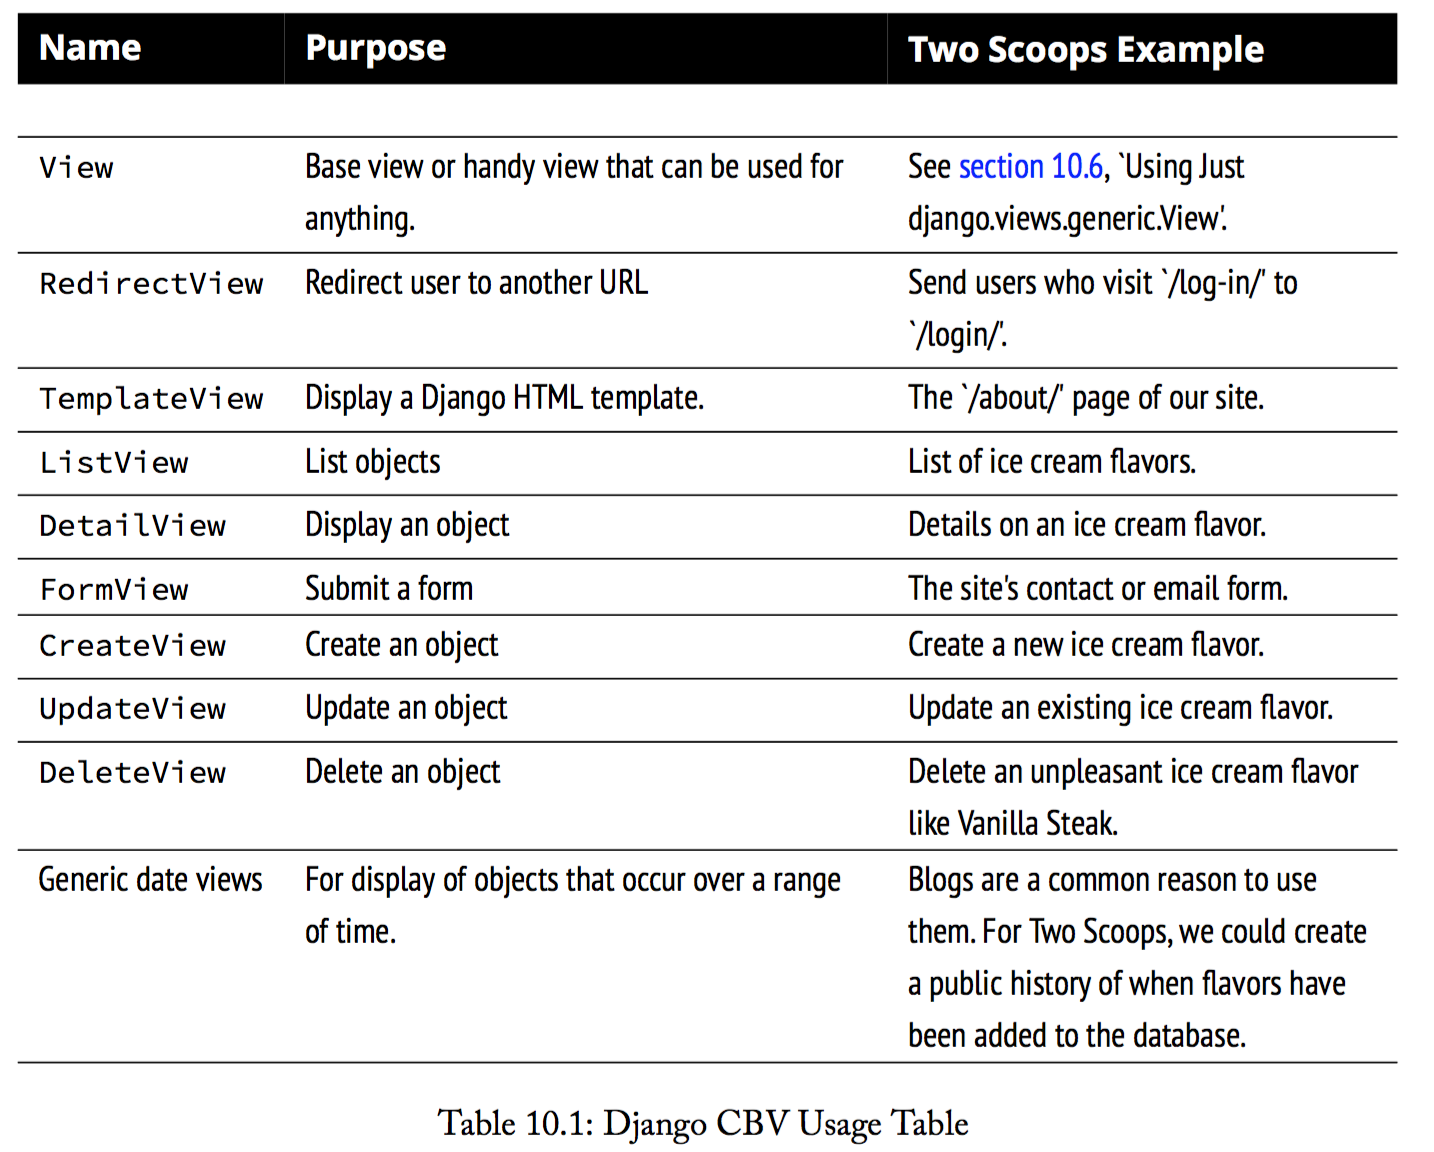 Name Purpose Two Scoops Example
View Base view or handy view that can be used for See section 10.6, `Using Just
anything. django.views.generic.View'.
RedirectView Redirect user to another URL Send users who visit `/log-in/' to
`/login/'.
TemplateView Display a Django HTML template. The `/about/' page of our site.
ListView List objects List of ice cream flavors.
DetailView Display an object Details on an ice cream flavor.
FormView Submit a form The site's contact or email form.
CreateView Create an object Create a new ice cream flavor.
UpdateView Update an object Update an existing ice cream flavor.
DeleteView Delete an object Delete an unpleasant ice cream flavor
like Vanilla Steak.
Generic date views For display of objects that occur over a range Blogs are a common reason to use
of time. them. For Two Scoops, we could create
a public history of when flavors have
been added to the database.
Table 10.1: Django CBV Usage Table